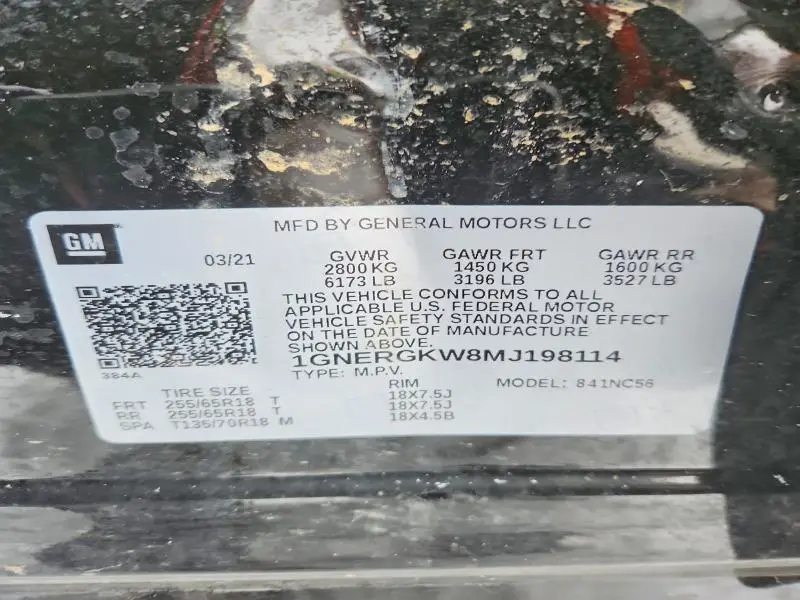 MFD BY GENERAL MOTORS LLC
GM
03/21
GVWR GAWR FRT GAWR RR
2800 KG 1450 KG 1600 KG
6173 LB 3196 LB 3527 LB
THIS VEHICLE CONFORMS TO ALL
APPLICABLE U.S. FEDERAL MOTOR
VEHICLE SAFETY STANDARDS IN EFFECT
ON THE DATE OF MANUFACTURE
SHOWN ABOVE.
1GNERGKW8MJ198114
TYPE: M.P.V. MODEL: 841NC56
384A
TIRE SIZE RIM
FRT 255/65R18 T 18X7.5J
RR 255/65R18 T 18X7.5J
SPA T135/70R18 M 18X4.5B